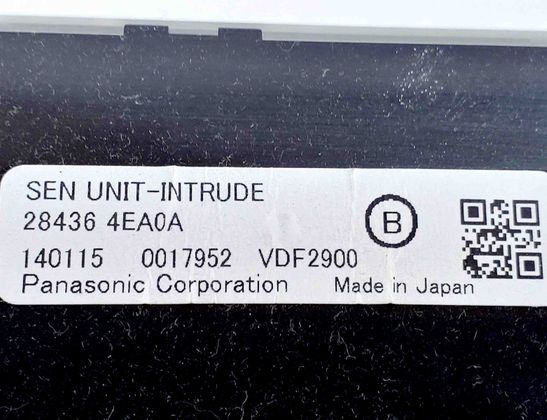 SEN UNIT-INTRUDE
28436 4EA0A
B
140115 0017952 VDF2900
Panasonic Corporation Made in Japan